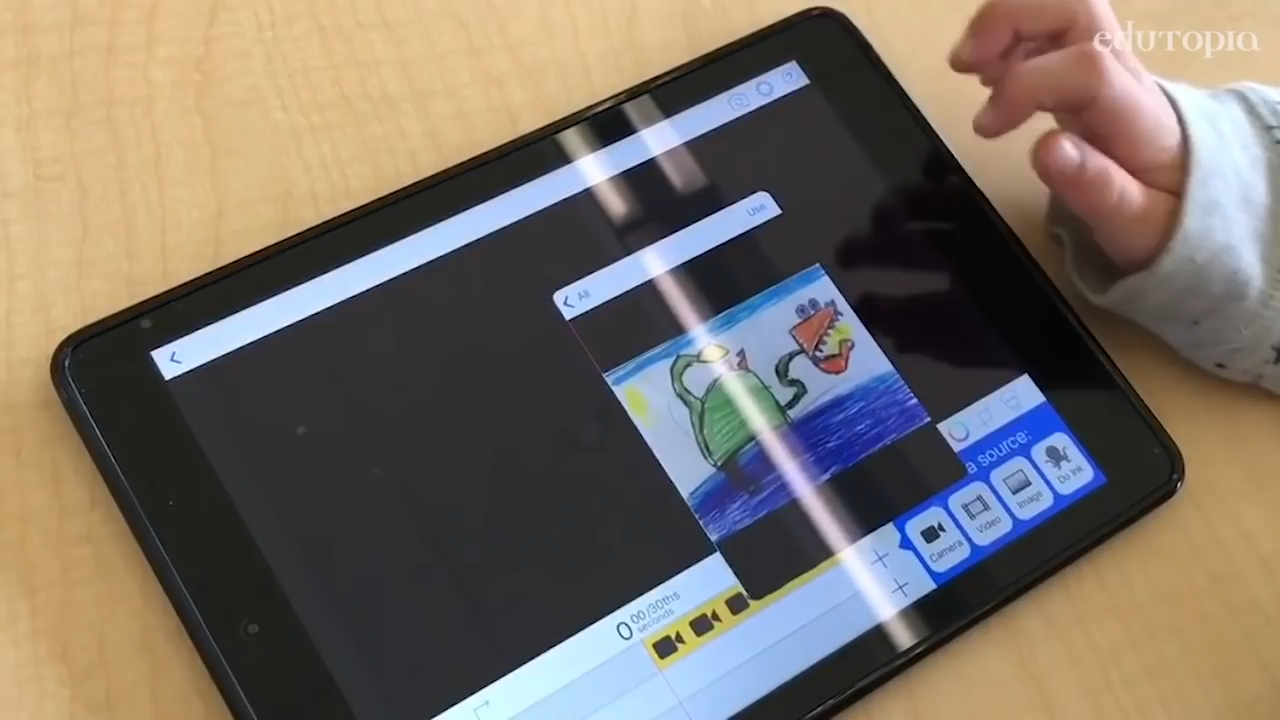 edutopia
Use
All
a source:
Camera
Video
Image
Do Ink
0 00/30ths
seconds